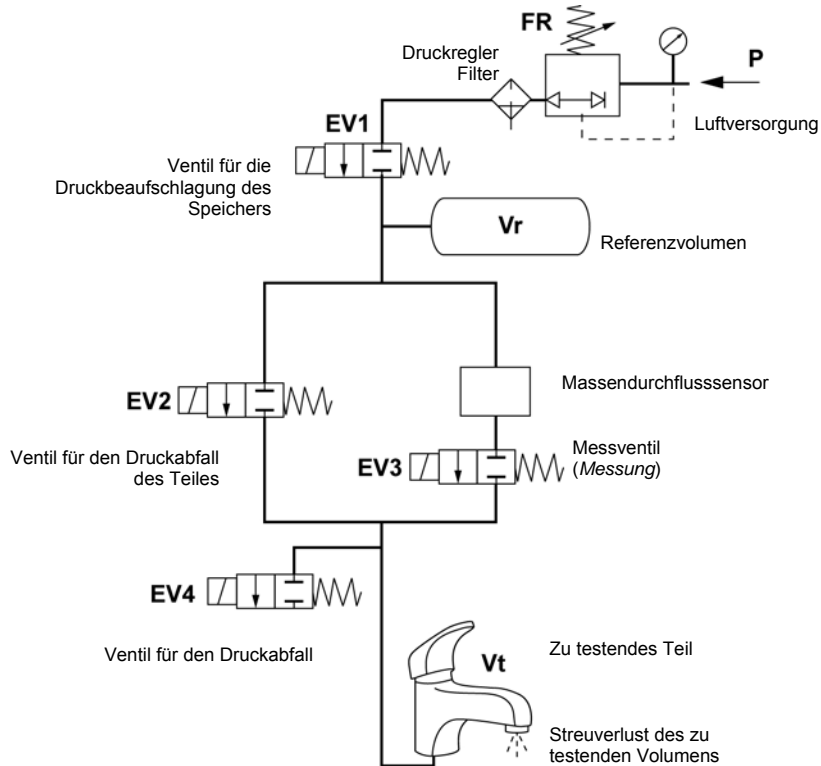 FR
Druckregler
Filter
P
Luftversorgung
EV1
Ventil für die
Druckbeaufschlagung des
Speichers
Vr
Referenzvolumen
Massendurchflusssensor
EV2
Ventil für den Druckabfall
des Teiles
EV3
Messventil
(Messung)
EV4
Ventil für den Druckabfall
Vt
Zu testendes Teil
Streuverlust des zu
testenden Volumens